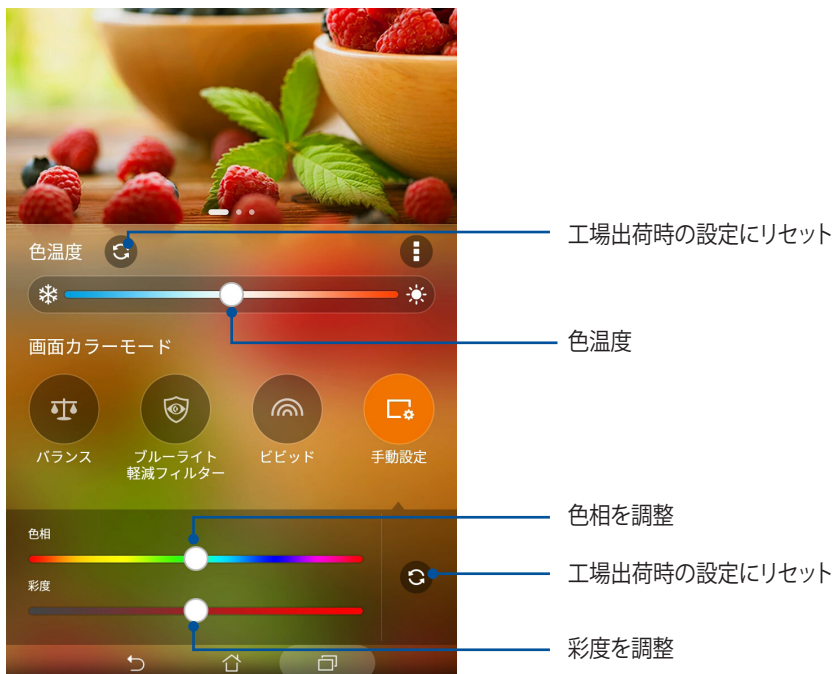 工場出荷時の設定にリセット
色温度
色温度
画面カラーモード
バランス
ブルーライト
軽減フィルター
ビビッド
手動設定
色相を調整
色相
工場出荷時の設定にリセット
彩度
彩度を調整